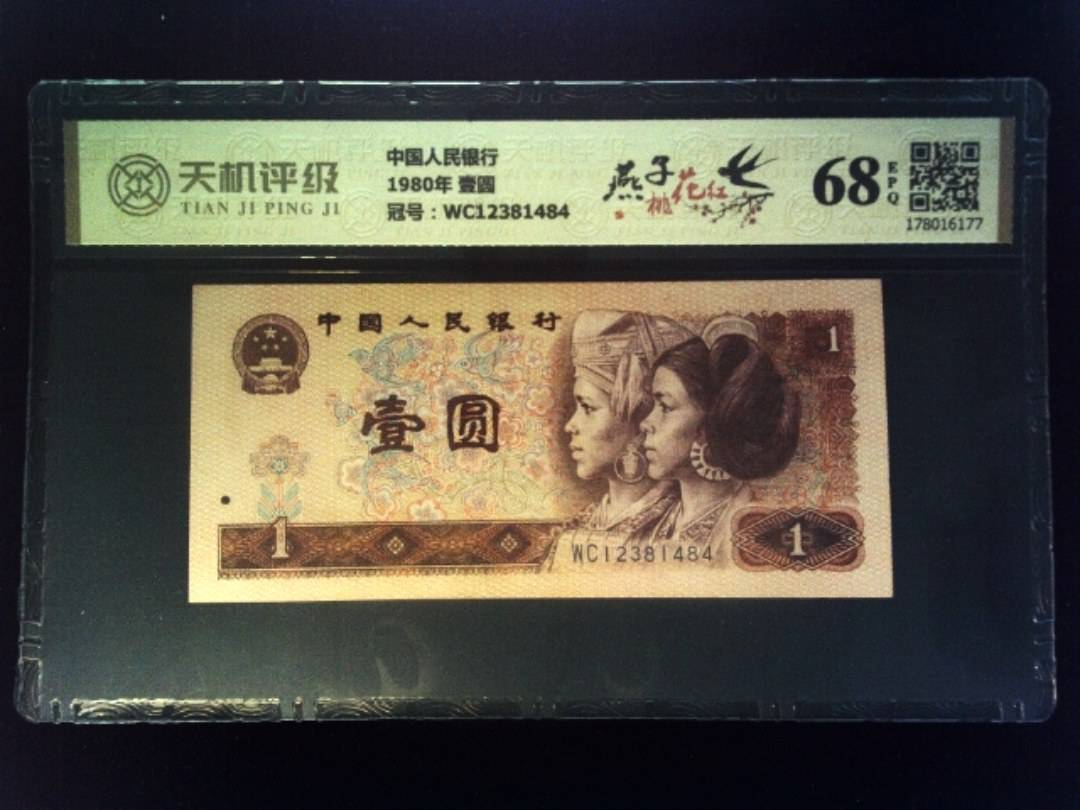 天机评级
TIAN JI PING JI
中国人民银行
1980年 壹圆
冠号：WC12381484
燕子
桃花红
68
EPQ
178016177
中国人民银行
壹圆
1
1
WC12381484
1